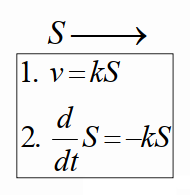 S ⟶
1. v = kS
2. d/dt S = –kS